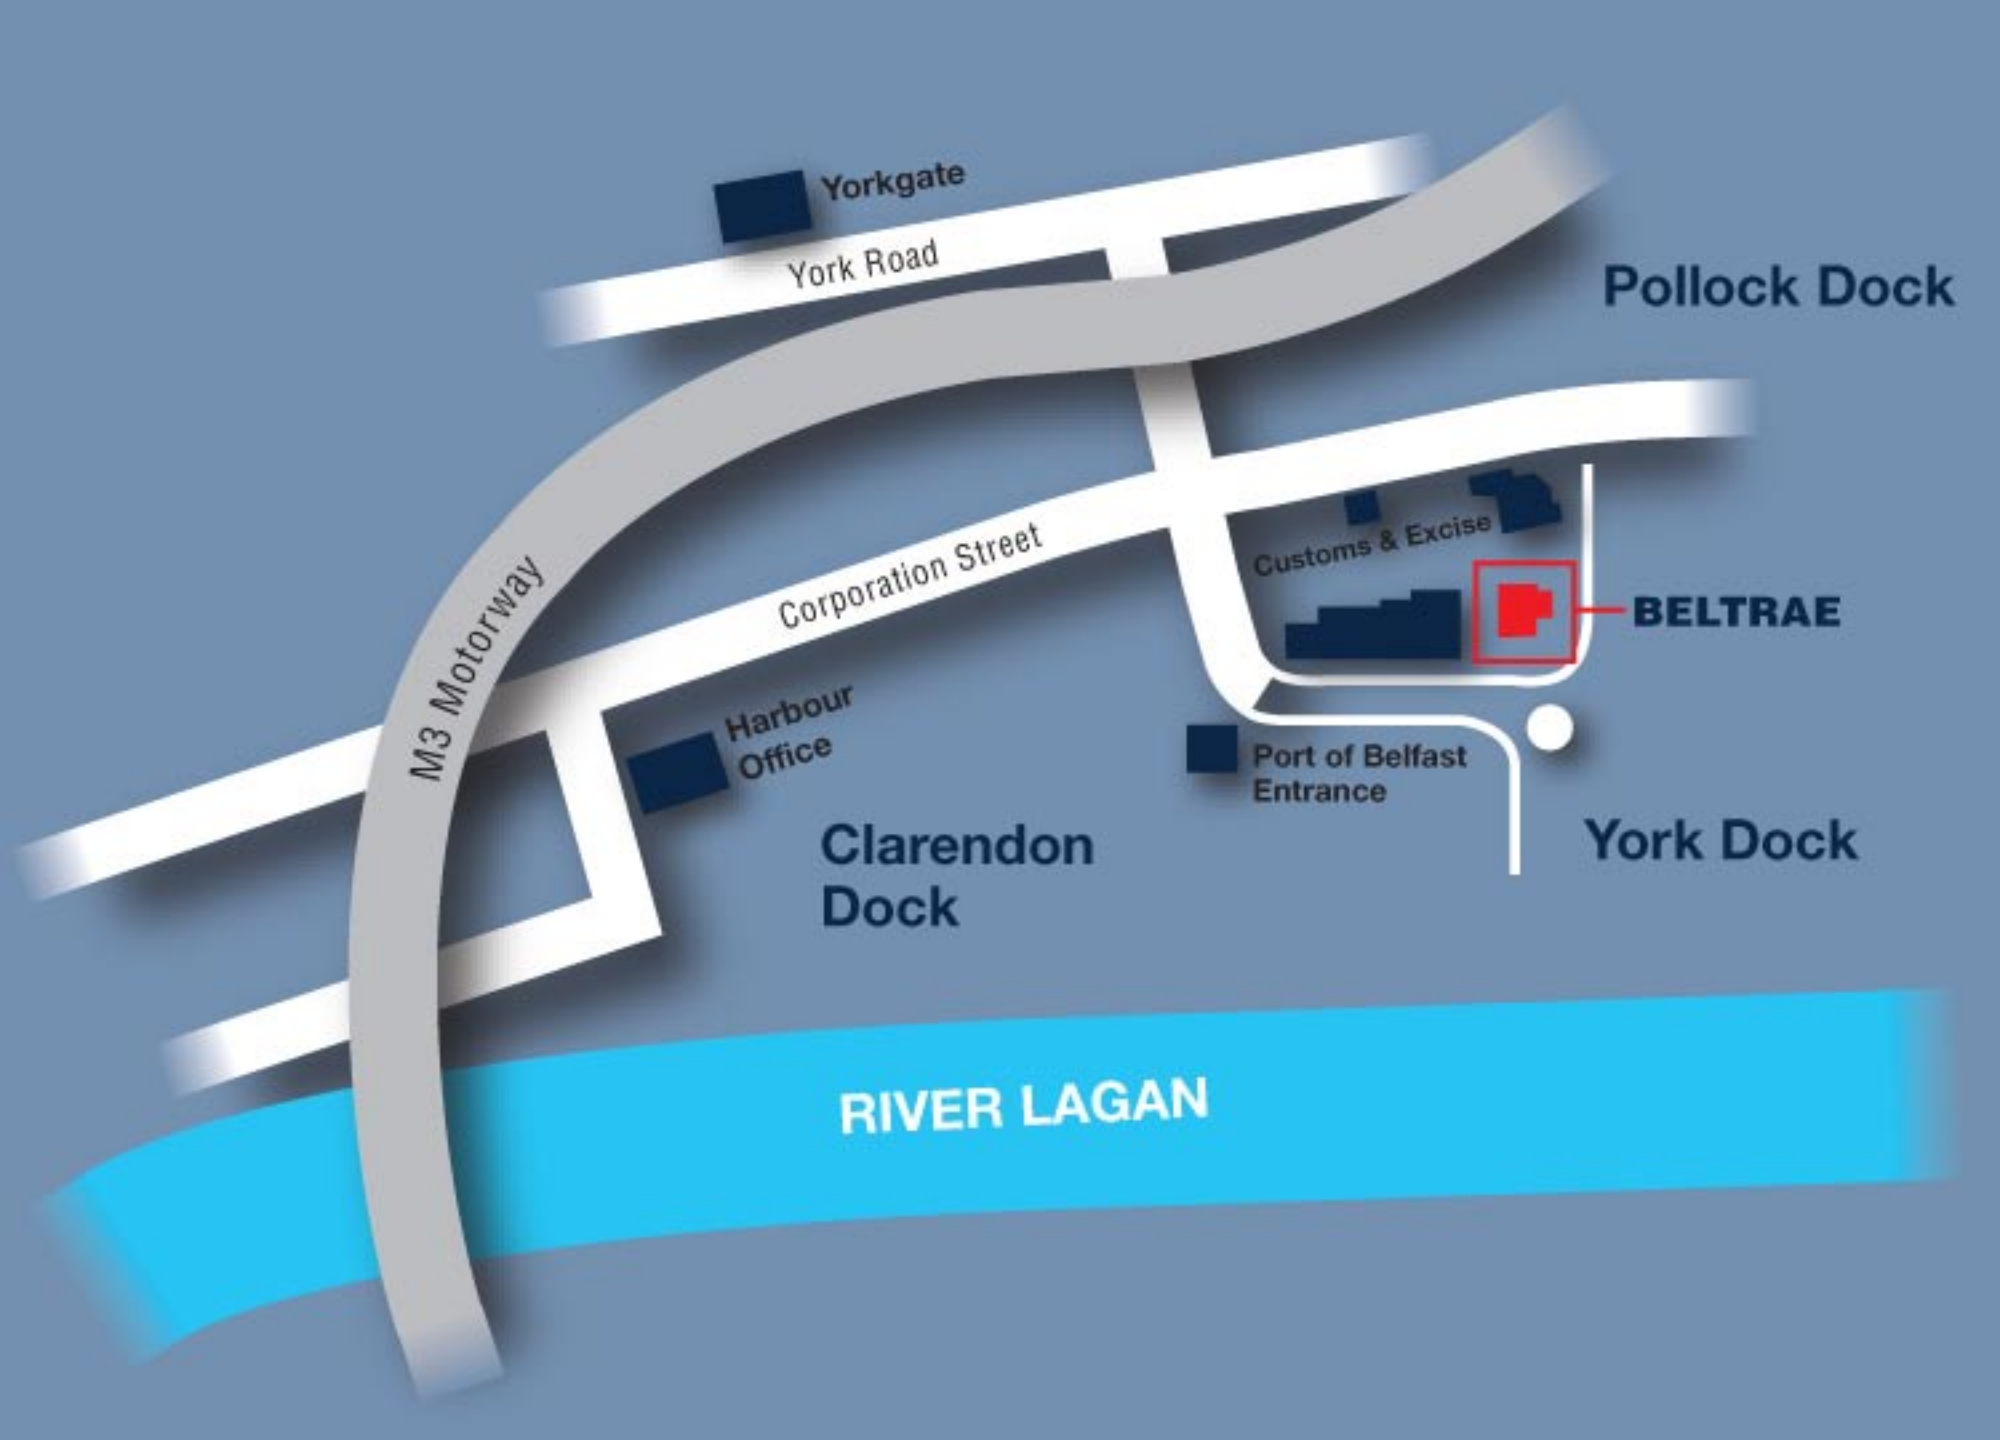 Yorkgate
York Road
Pollock Dock
Customs & Excise
Corporation Street
BELTRAE
M3 Motorway
Harbour
Office
Port of Belfast
Entrance
York Dock
Clarendon
Dock
RIVER LAGAN